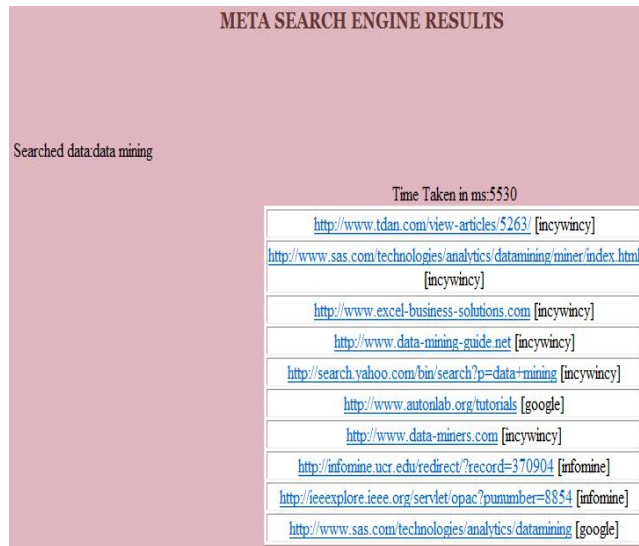 META SEARCH ENGINE RESULTS
Searched data:data mining
Time Taken in ms:5530
http://www.tdan.com/view-articles/5263/ [incywincy]
http://www.sas.com/technologies/analytics/datamining/miner/index.html
[incywincy]
http://www.excel-business-solutions.com [incywincy]
http://www.data-mining-guide.net [incywincy]
http://search.yahoo.com/bin/search?p=data+mining [incywincy]
http://www.autonlab.org/tutorials [google]
http://www.data-miners.com [incywincy]
http://infomine.ucr.edu/redirect/?record=370904 [infomine]
http://ieeexplore.ieee.org/servlet/opac?punumber=8854 [infomine]
http://www.sas.com/technologies/analytics/datamining [google]